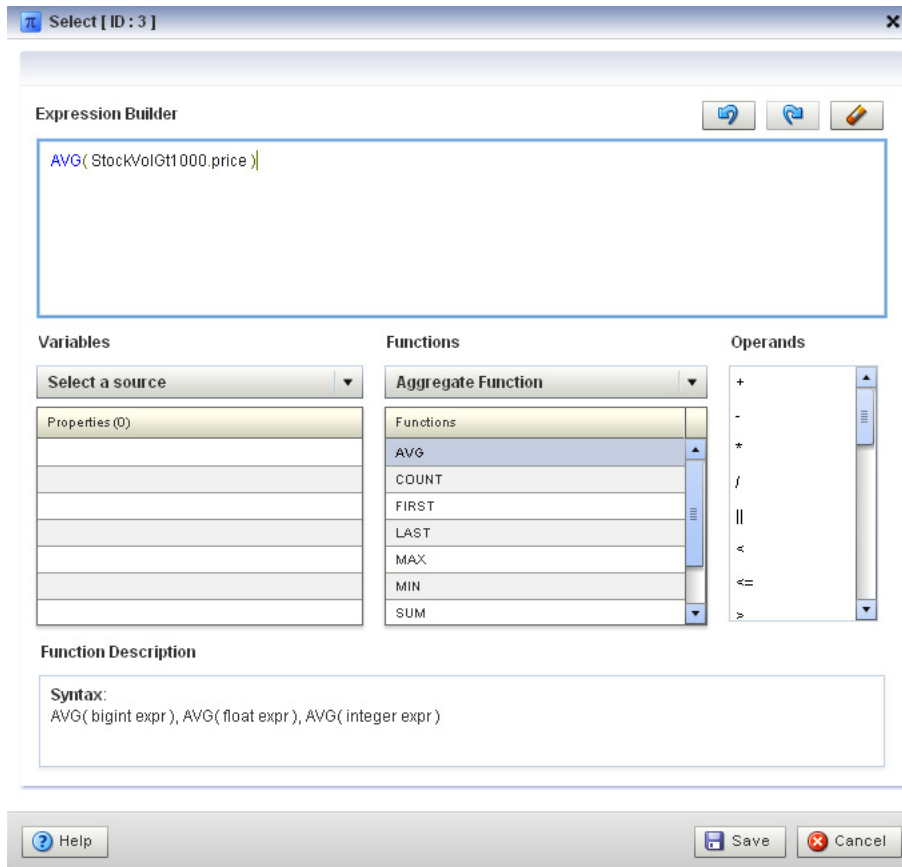 π Select [ ID : 3 ]
Expression Builder
AVG( StockVolGt1000.price )
Variables
Functions
Operands
Select a source
Aggregate Function
Properties (0)
Functions
AVG
COUNT
FIRST
LAST
MAX
MIN
SUM
+
-
*
/
||
<
<=
>
Function Description
Syntax:
AVG( bigint expr ), AVG( float expr ), AVG( integer expr )
? Help
Save
Cancel